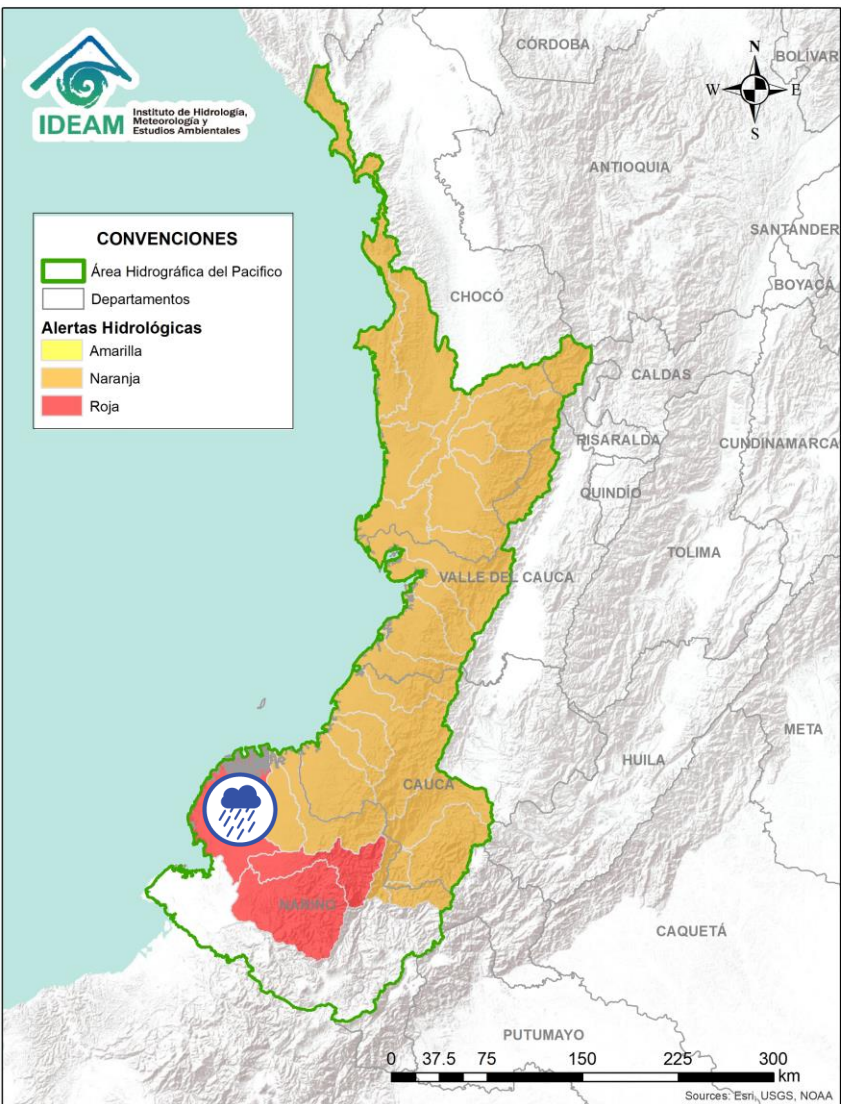 IDEAM
Instituto de Hidrología,
Meteorología y
Estudios Ambientales
CÓRDOBA
BOLÍVAR
N
W
E
S
ANTIOQUIA
CONVENCIONES
Área Hidrográfica del Pacifico
Departamentos
Alertas Hidrológicas
Amarilla
Naranja
Roja
SANTANDER
BOYACÁ
CHOCÓ
CALDAS
RISARALDA
CUNDINAMARCA
QUINDÍO
TOLIMA
VALLE DEL CAUCA
META
HUILA
CAUCA
NARIÑO
CAQUETÁ
PUTUMAYO
0 37.5 75 150 225 300
km
Sources: Esri, USGS, NOAA